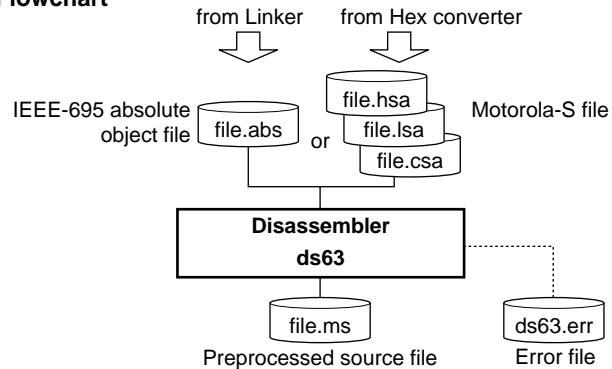 Flowchart
from Linker
from Hex converter
IEEE-695 absolute
object file
file.abs
or
file.hsa
file.lsa
file.csa
Motorola-S file
Disassembler
ds63
file.ms
Preprocessed source file
ds63.err
Error file